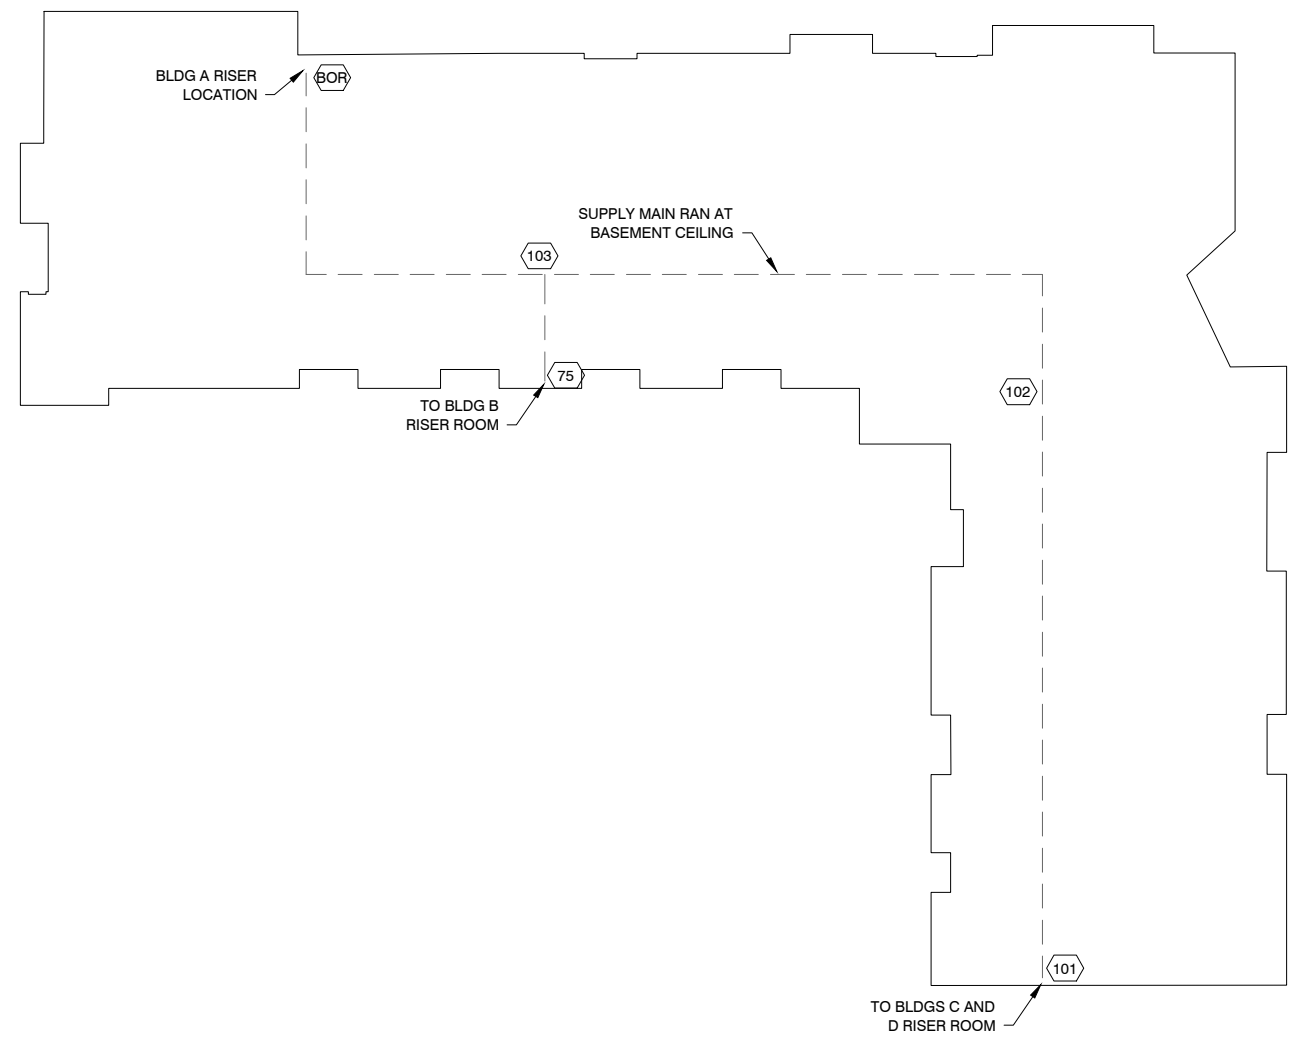 BLDG A RISER
LOCATION
BOR
SUPPLY MAIN RAN AT
BASEMENT CEILING
103
75
TO BLDG B
RISER ROOM
102
101
TO BLDGS C AND
D RISER ROOM